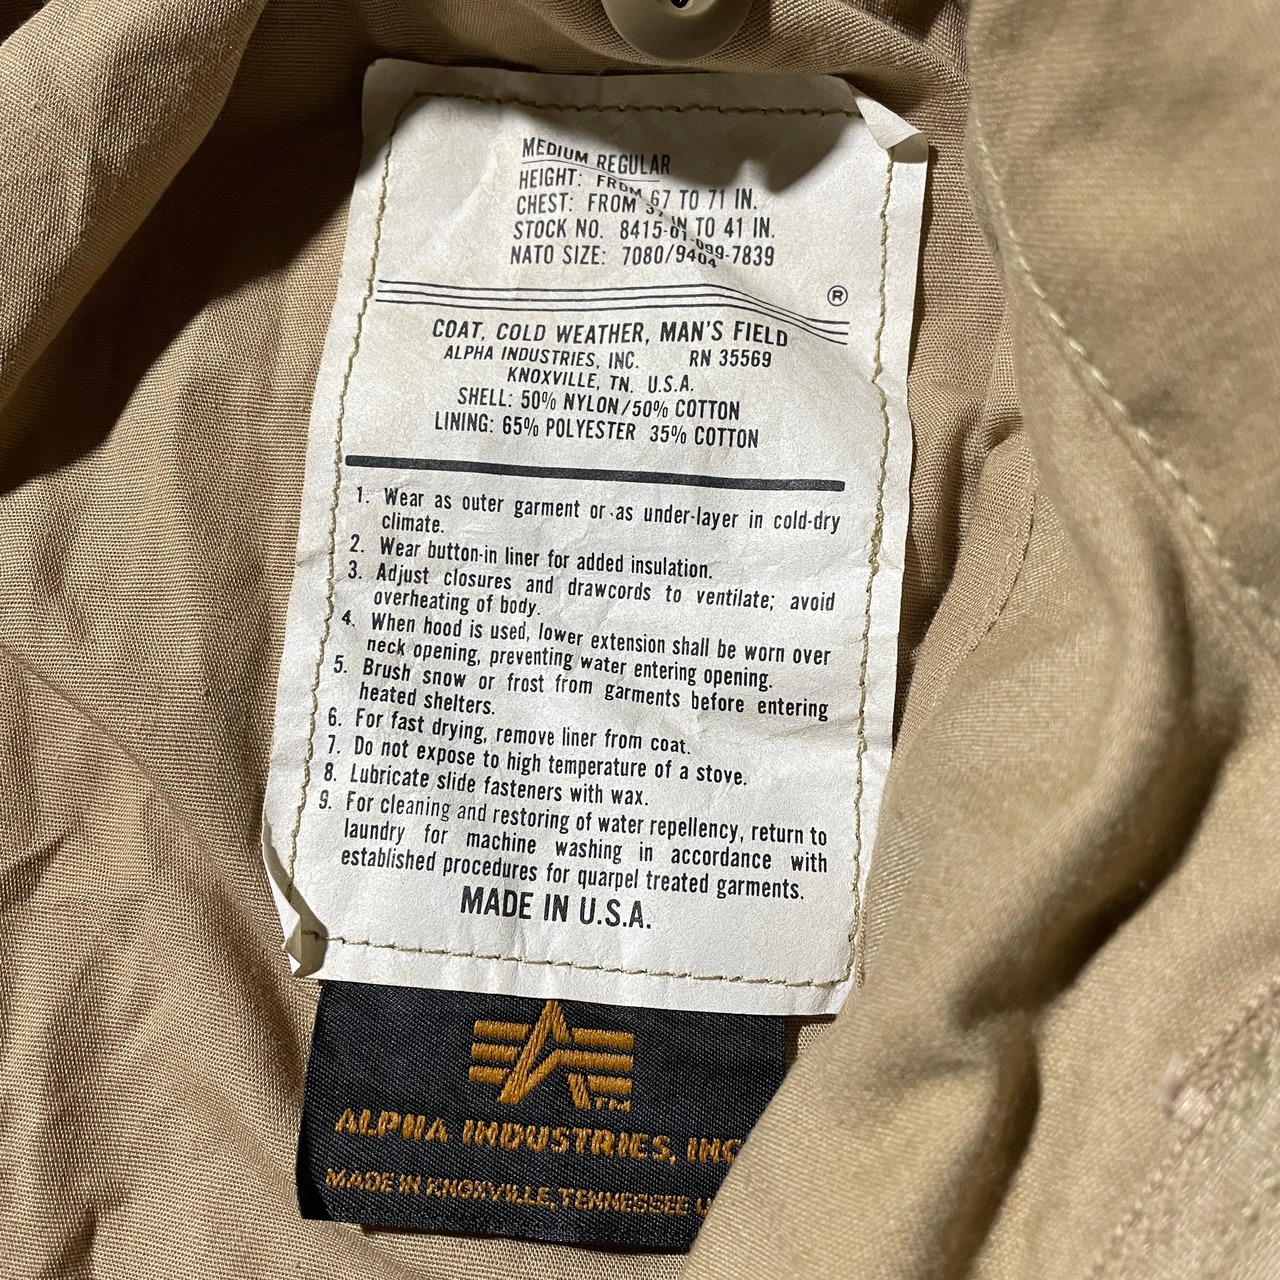 MEDIUM REGULAR
HEIGHT: FROM 67 TO 71 IN.
CHEST: FROM 37 IN TO 41 IN.
STOCK NO. 8415-01-099-7839
NATO SIZE: 7080/9404
®
COAT, COLD WEATHER, MAN'S FIELD
ALPHA INDUSTRIES, INC. RN 35569
KNOXVILLE, TN. U.S.A.
SHELL: 50% NYLON/50% COTTON
LINING: 65% POLYESTER 35% COTTON
1. Wear as outer garment or as under-layer in cold-dry
climate.
2. Wear button-in liner for added insulation.
3. Adjust closures and drawcords to ventilate; avoid
overheating of body.
4. When hood is used, lower extension shall be worn over
neck opening, preventing water entering opening.
5. Brush snow or frost from garments before entering
heated shelters.
6. For fast drying, remove liner from coat.
7. Do not expose to high temperature of a stove.
8. Lubricate slide fasteners with wax.
9. For cleaning and restoring of water repellency, return to
laundry for machine washing in accordance with
established procedures for quarpel treated garments.
MADE IN U.S.A.
TM
ALPHA INDUSTRIES, INC
MADE IN KNOXVILLE, TENNESSEE U